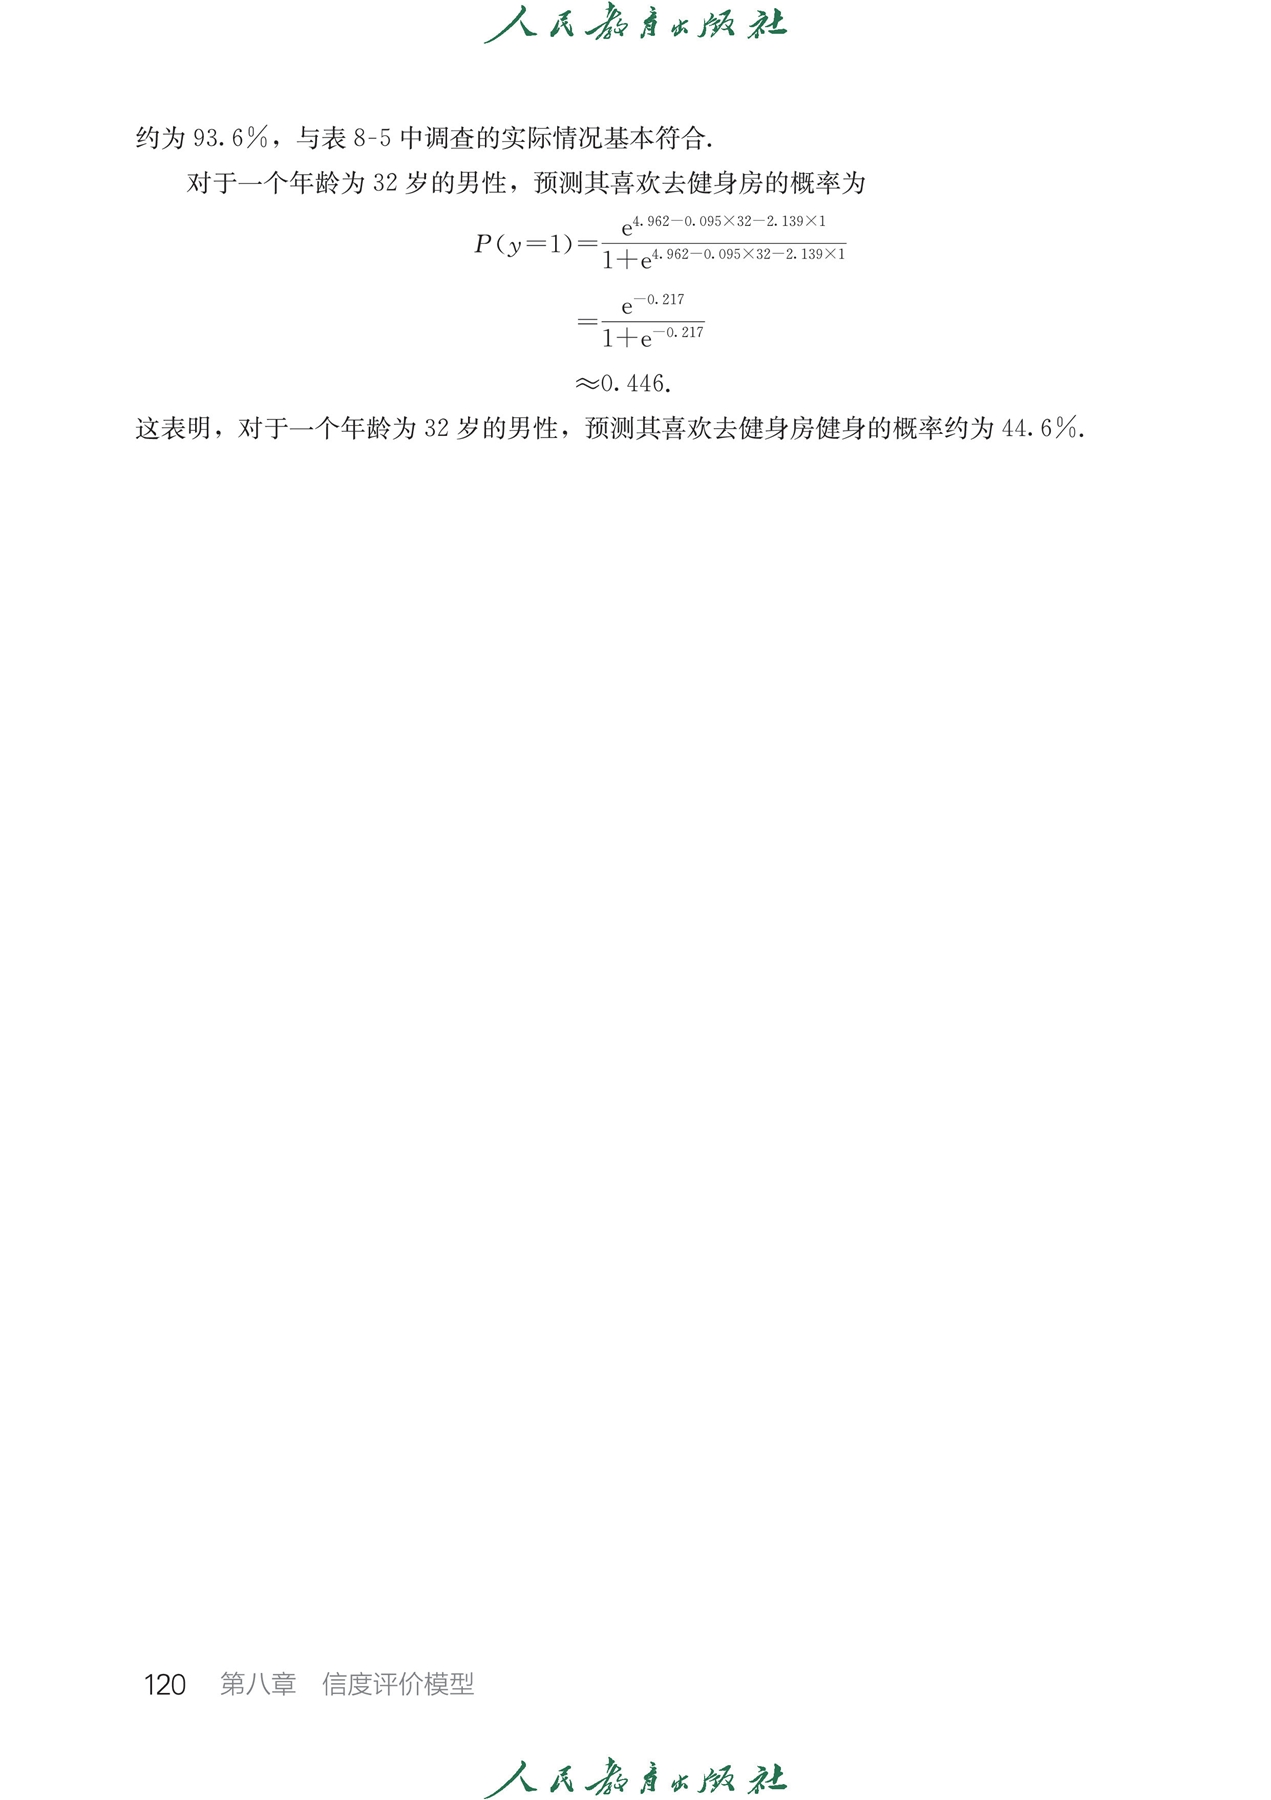 人民教育出版社
约为 93.6%，与表 8-5 中调查的实际情况基本符合.
对于一个年龄为 32 岁的男性，预测其喜欢去健身房的概率为
P(y=1)=\frac{e^{4.962-0.095×32-2.139×1}}{1+e^{4.962-0.095×32-2.139×1}}
=\frac{e^{-0.217}}{1+e^{-0.217}}
≈0.446.
这表明，对于一个年龄为 32 岁的男性，预测其喜欢去健身房健身的概率约为 44.6%.
120 第八章 信度评价模型
人民教育出版社